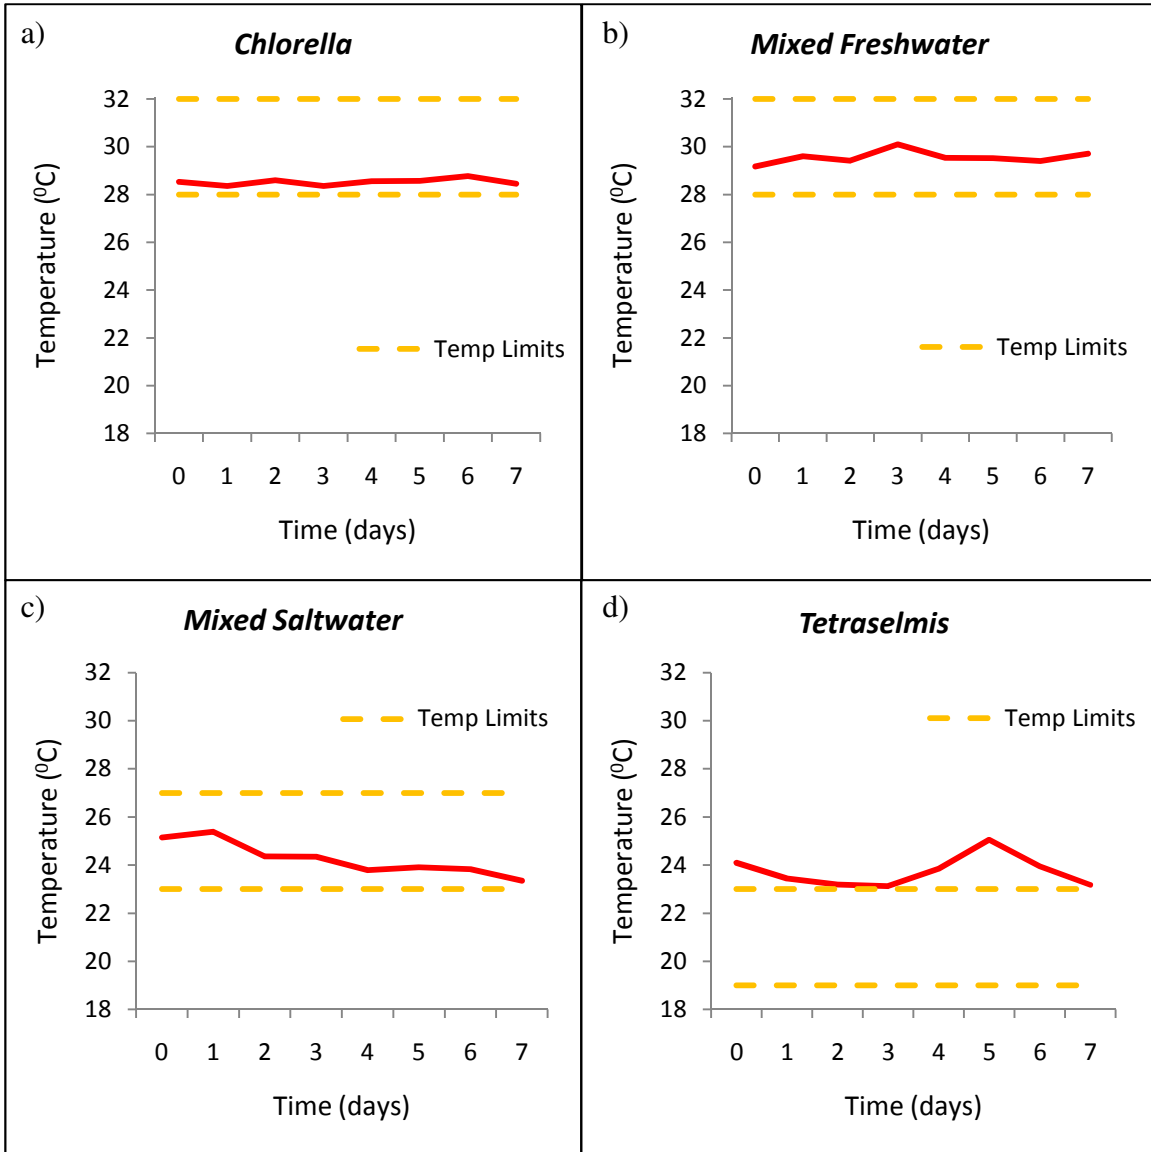 a)
Chlorella
32
30
28
26
24
22
20
18
Temperature (⁰C)
Temp Limits
0 1 2 3 4 5 6 7
Time (days)
b)
Mixed Freshwater
32
30
28
26
24
22
20
18
Temperature (⁰C)
Temp Limits
0 1 2 3 4 5 6 7
Time (days)
c)
Mixed Saltwater
32
30
28
26
24
22
20
18
Temperature (⁰C)
Temp Limits
0 1 2 3 4 5 6 7
Time (days)
d)
Tetraselmis
32
30
28
26
24
22
20
18
Temperature (⁰C)
Temp Limits
0 1 2 3 4 5 6 7
Time (days)